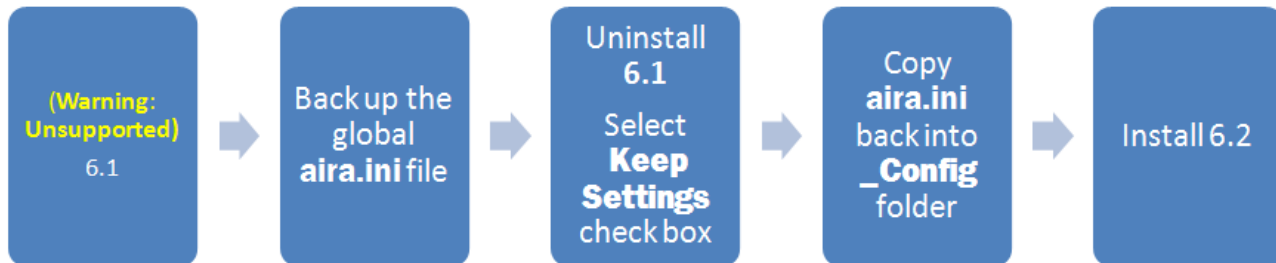 (Warning:
Unsupported)
6.1
Back up the
global
aira.ini file
Uninstall
6.1
Select
Keep
Settings
check box
Copy
aira.ini
back into
_Config
folder
Install 6.2